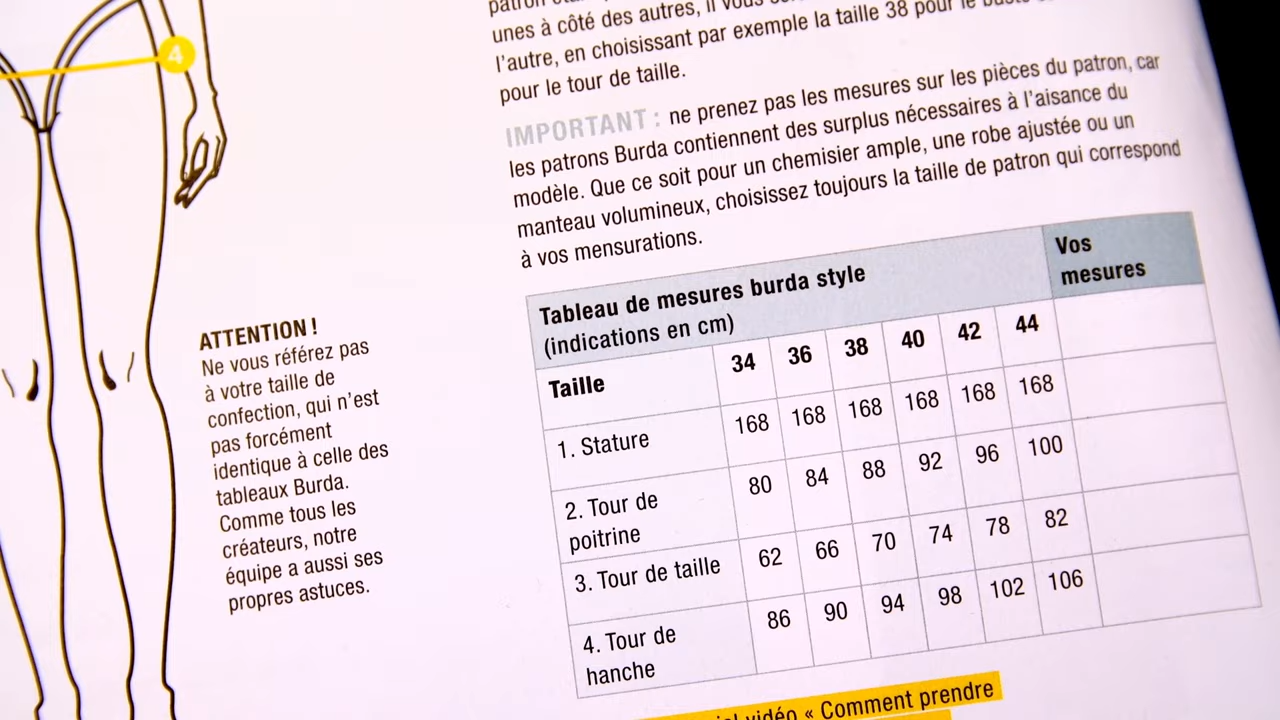 4
patron
unes à côté des autres, il vous
l'autre, en choisissant par exemple la taille 38 pour le buste
pour le tour de taille.
IMPORTANT : ne prenez pas les mesures sur les pièces du patron, car
les patrons Burda contiennent des surplus nécessaires à l'aisance du
modèle. Que ce soit pour un chemisier ample, une robe ajustée ou un
manteau volumineux, choisissez toujours la taille de patron qui correspond
à vos mensurations.
ATTENTION !
Ne vous référez pas
à votre taille de
confection, qui n'est
pas forcément
identique à celle des
tableaux Burda.
Comme tous les
créateurs, notre
équipe a aussi ses
propres astuces.
Tableau de mesures burda style
(indications en cm)
Vos
mesures
Taille 34 36 38 40 42 44
1. Stature 168 168 168 168 168 168
2. Tour de
poitrine 80 84 88 92 96 100
3. Tour de taille 62 66 70 74 78 82
4. Tour de
hanche 86 90 94 98 102 106
vidéo « Comment prendre